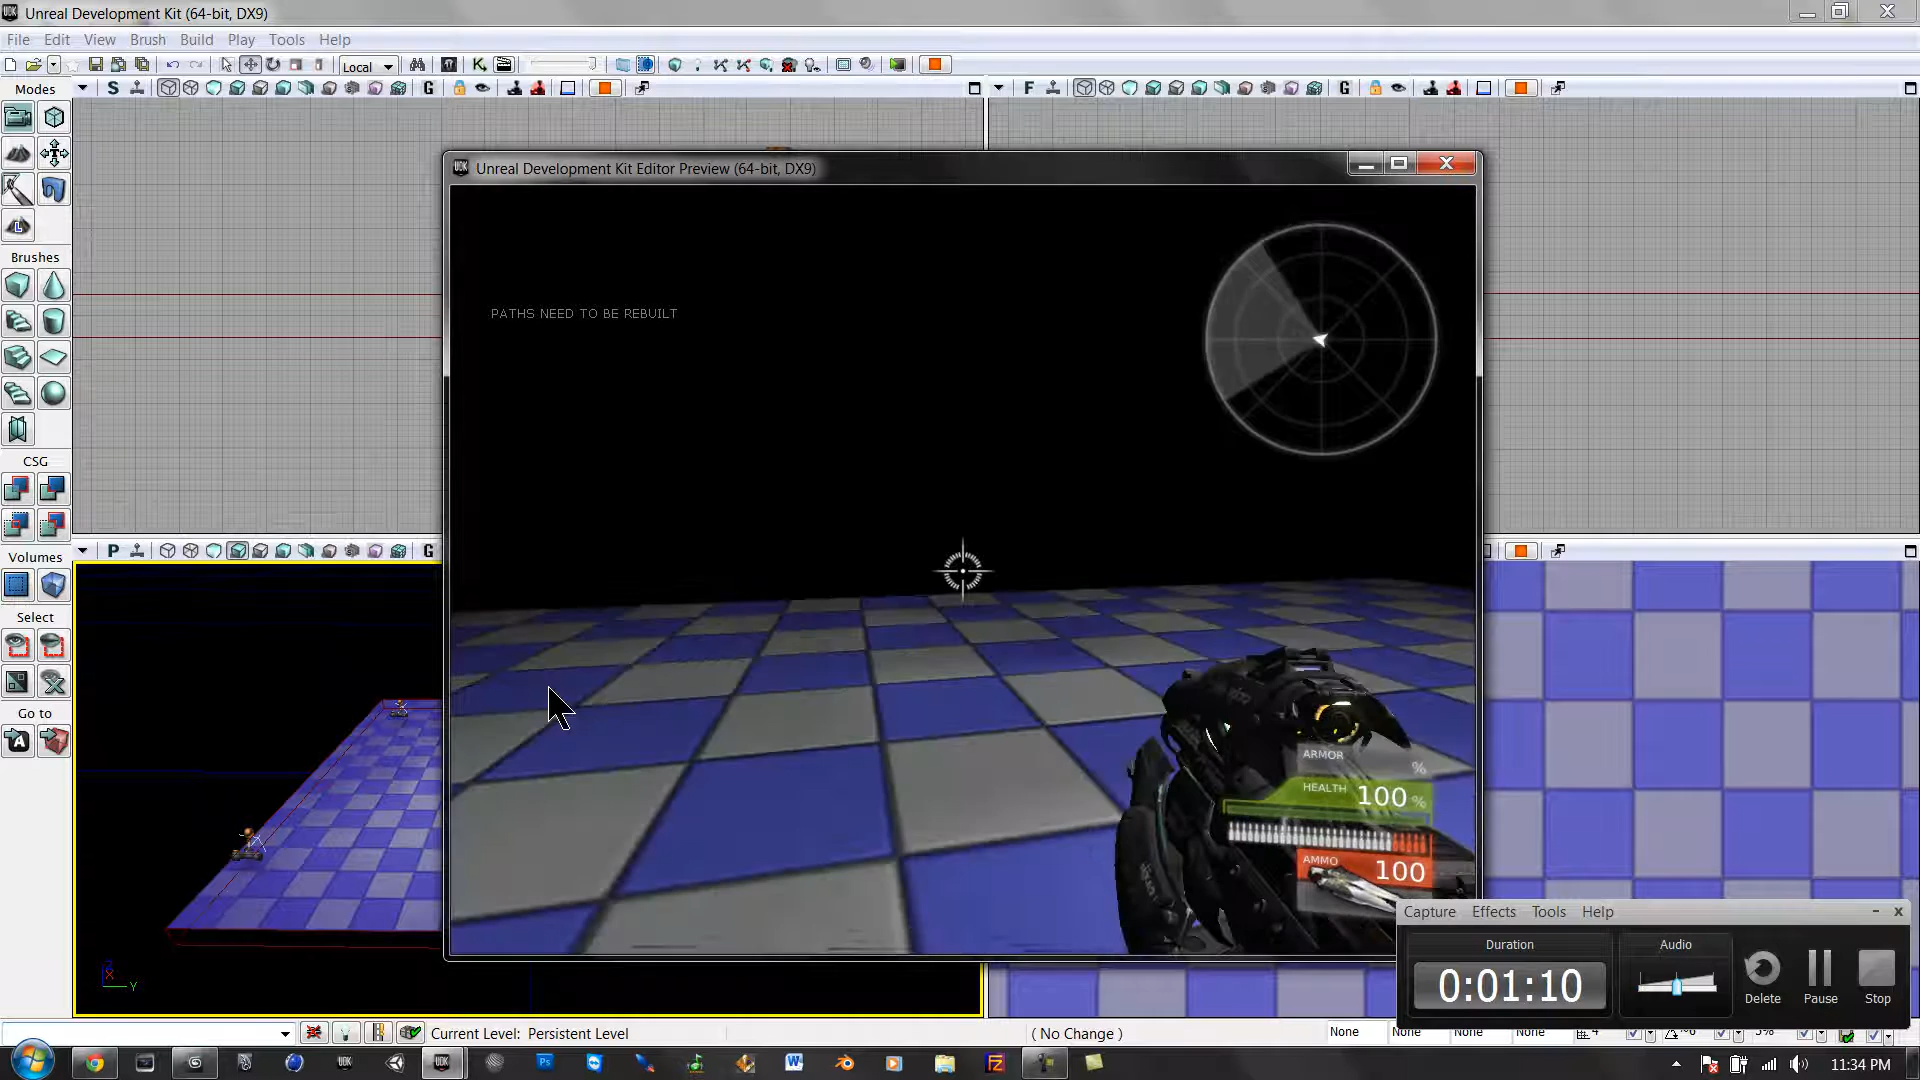 Unreal Development Kit (64-bit, DX9)
File Edit View Brush Build Play Tools Help
Local
Modes
S G
F G
Brushes
CSG
Volumes
Select
Go to
Unreal Development Kit Editor Preview (64-bit, DX9)
PATHS NEED TO BE REBUILT
ARMOR %
HEALTH 100 %
AMMO 100
P G
Y
Capture Effects Tools Help
Duration
Audio
0:01:10
Delete Pause Stop
Current Level: Persistent Level
( No Change )
None None None None
11:34 PM